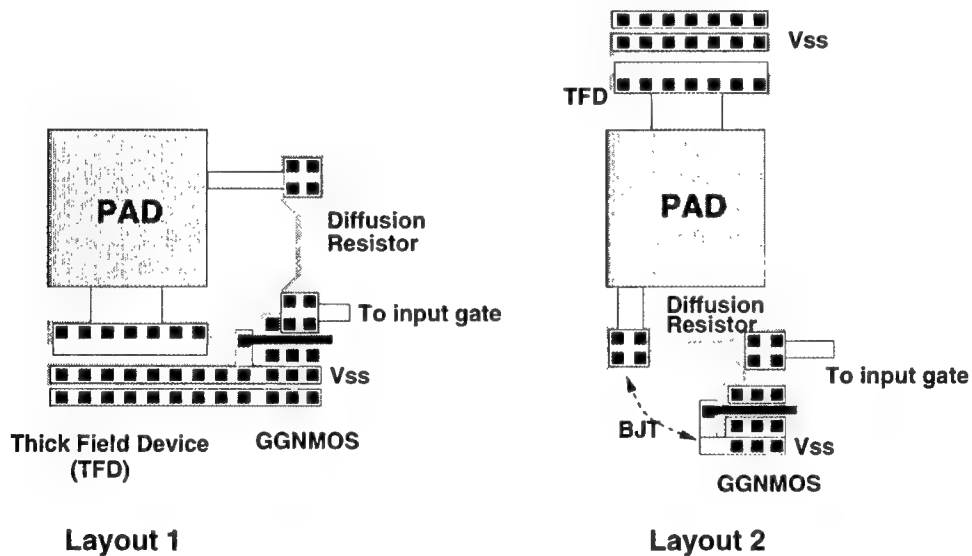 PAD
Diffusion
Resistor
To input gate
Vss
Thick Field Device
(TFD)
GGNMOS
Layout 1
Vss
TFD
PAD
Diffusion
Resistor
To input gate
BJT
Vss
GGNMOS
Layout 2